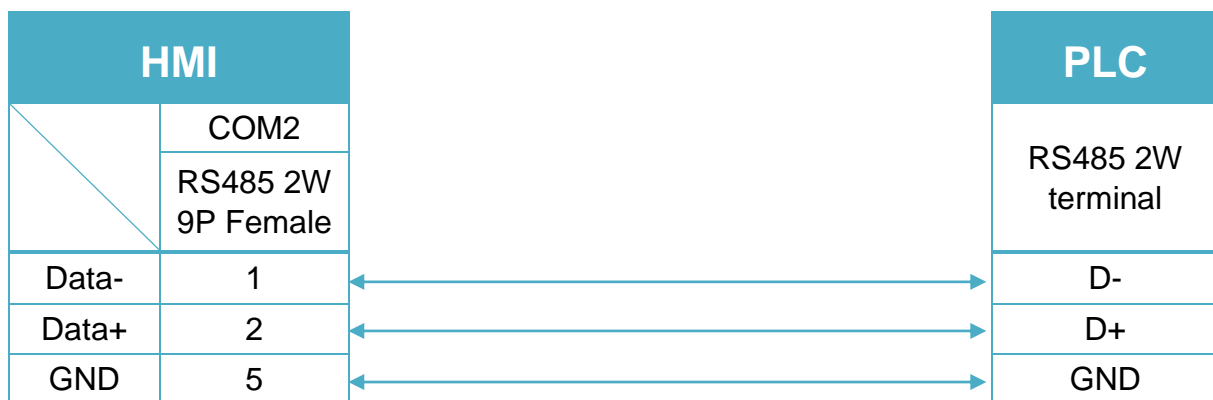 HMI PLC
COM2
RS485 2W
9P Female
RS485 2W
terminal
Data- 1 D-
Data+ 2 D+
GND 5 GND